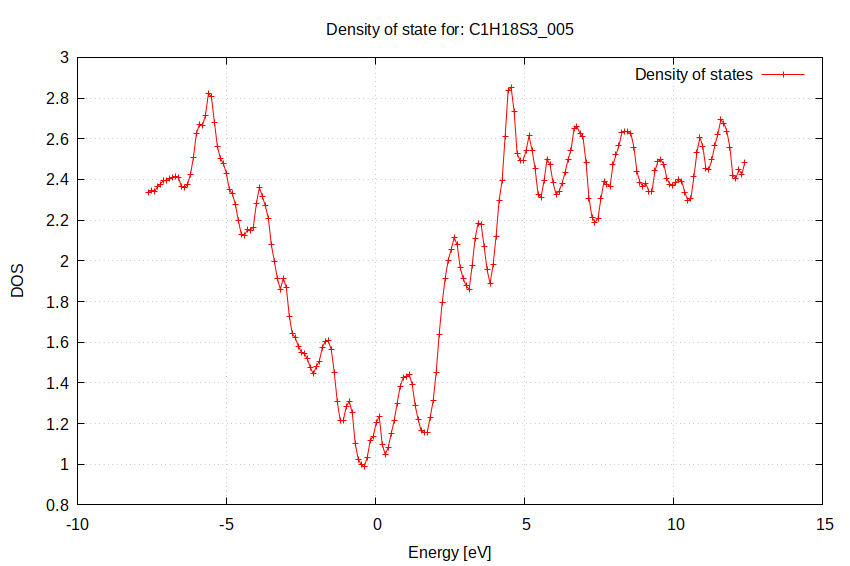 Density of state for: C1H18S3_005
Density of states
3
2.8
2.6
2.4
2.2
2
1.8
1.6
1.4
1.2
1
0.8
DOS
-10 -5 0 5 10 15
Energy [eV]